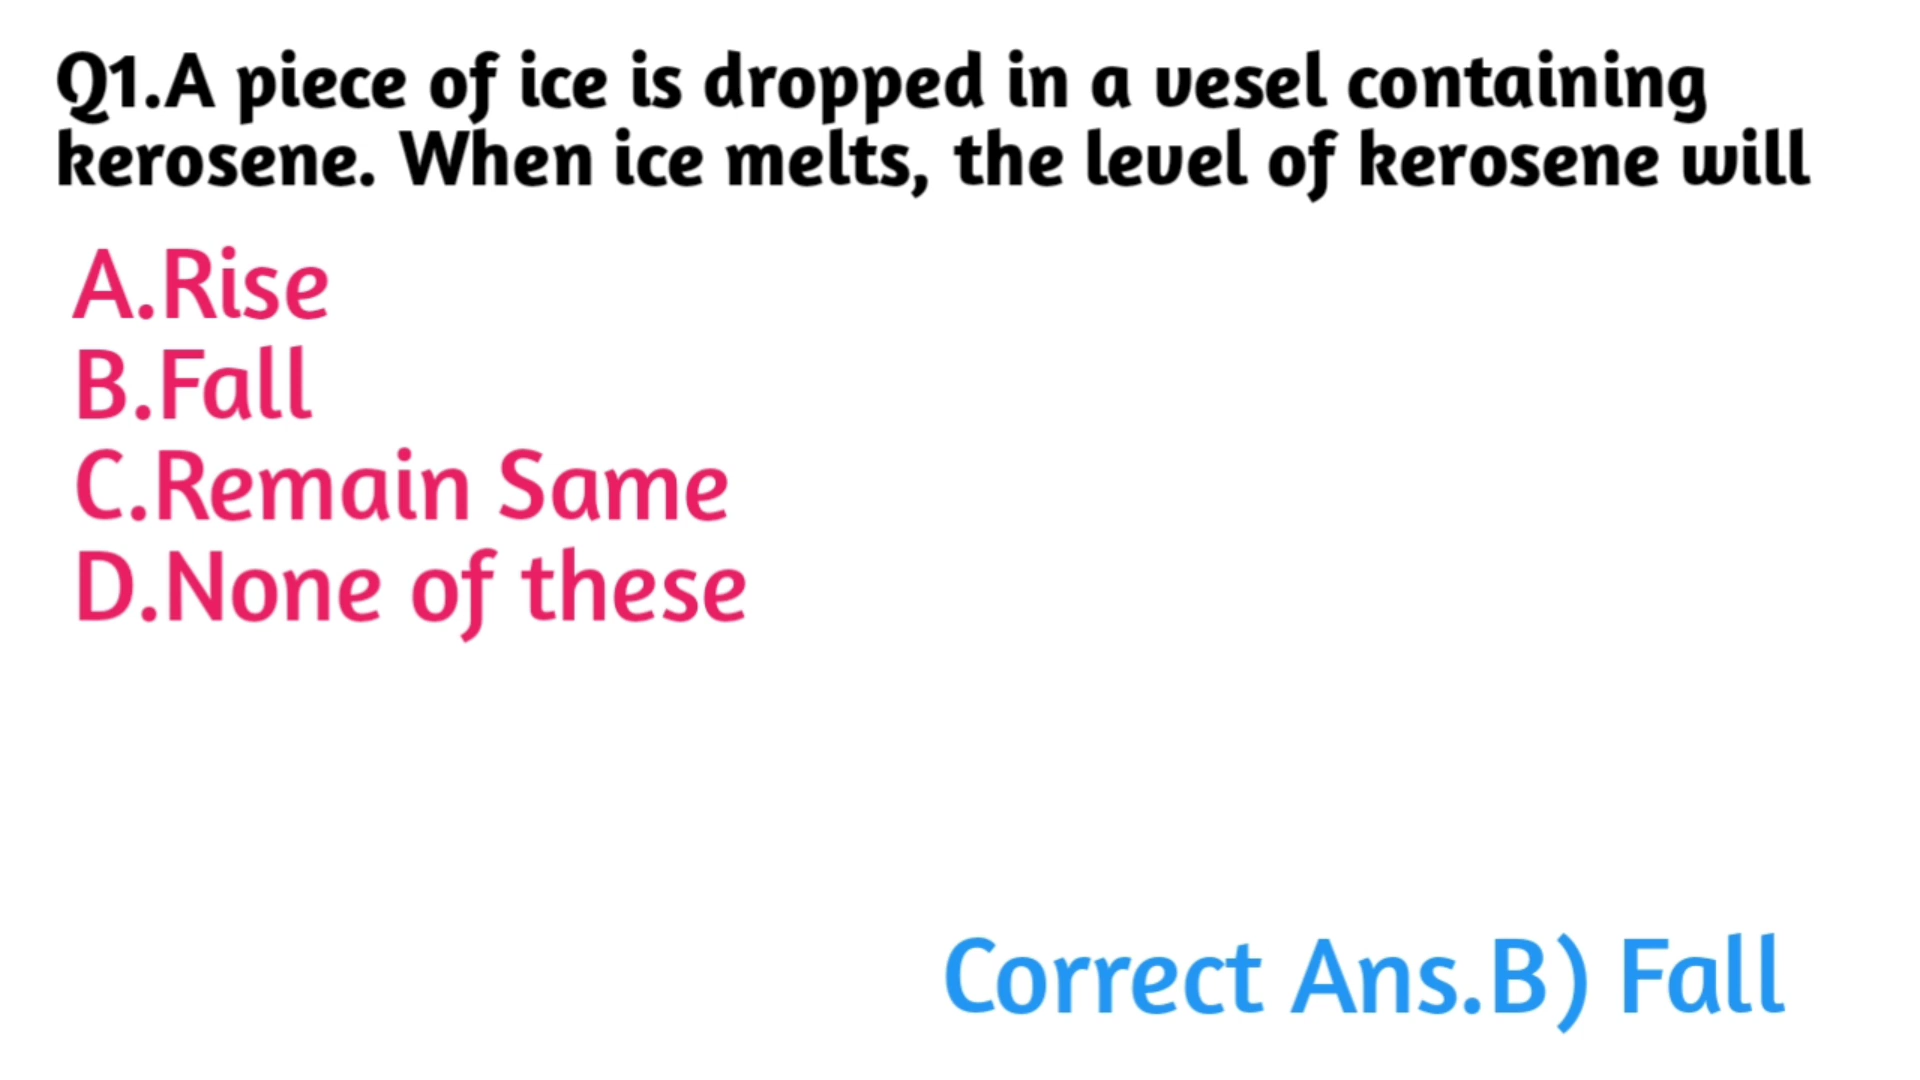 Q1.A piece of ice is dropped in a vesel containing
kerosene. When ice melts, the level of kerosene will
A.Rise
B.Fall
C.Remain Same
D.None of these
Correct Ans.B) Fall